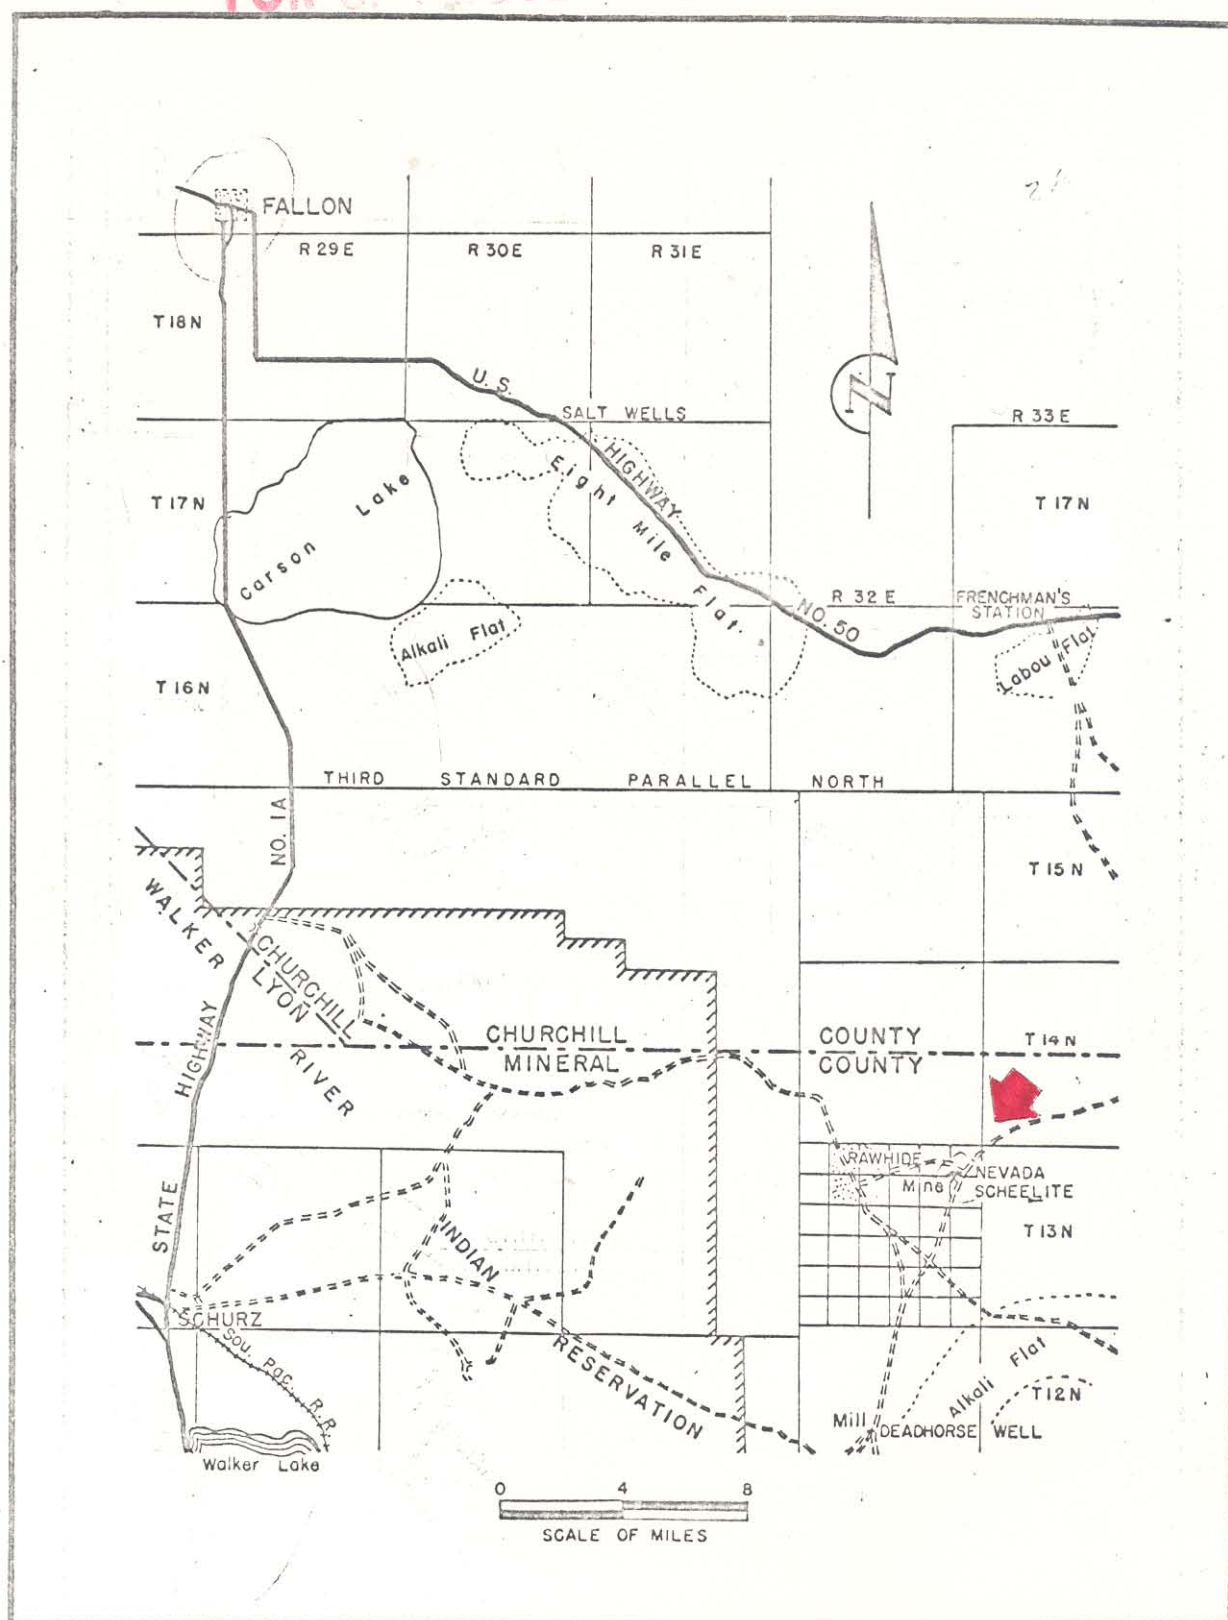 FALLON
R 29 E
R 30 E
R 31 E
T 18 N
U. S.
SALT WELLS
HIGHWAY
N
R 33 E
Eight Mile Flat
T 17 N
Carson Lake
T 17 N
R 32 E
FRENCHMAN'S
STATION
NO. 50
Alkali Flat
Labou Flat
T 16 N
THIRD STANDARD PARALLEL NORTH
NO. 1A
T 15 N
WALKER
CHURCHILL
LYON
HIGHWAY
RIVER
CHURCHILL
MINERAL
COUNTY
COUNTY
T 14 N
RAWHIDE
Mine
NEVADA
SCHEELITE
STATE
INDIAN
T 13 N
SCHURZ
Sou. Pac. R.R.
RESERVATION
Alkali Flat
T 12 N
Mill
DEADHORSE WELL
Walker Lake
0 4 8
SCALE OF MILES